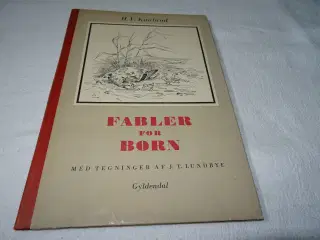 H. V. Kaalund
FABLER
FOR
BØRN
MED TEGNINGER AF J. T. LUNDBYE
Gyldendal